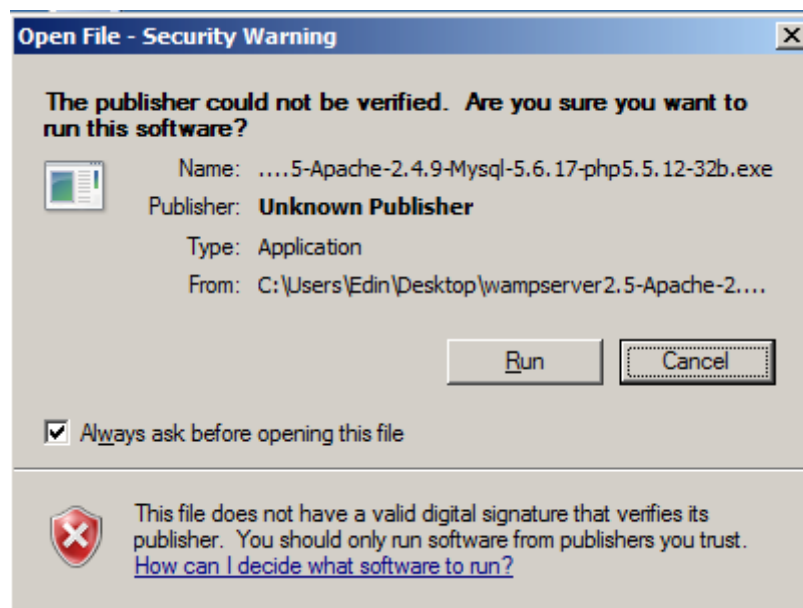 Open File - Security Warning
The publisher could not be verified. Are you sure you want to
run this software?
Name: ....5-Apache-2.4.9-Mysql-5.6.17-php5.5.12-32b.exe
Publisher: Unknown Publisher
Type: Application
From: C:\Users\Edin\Desktop\wampserver2.5-Apache-2....
Run Cancel
Always ask before opening this file
This file does not have a valid digital signature that verifies its
publisher. You should only run software from publishers you trust.
How can I decide what software to run?